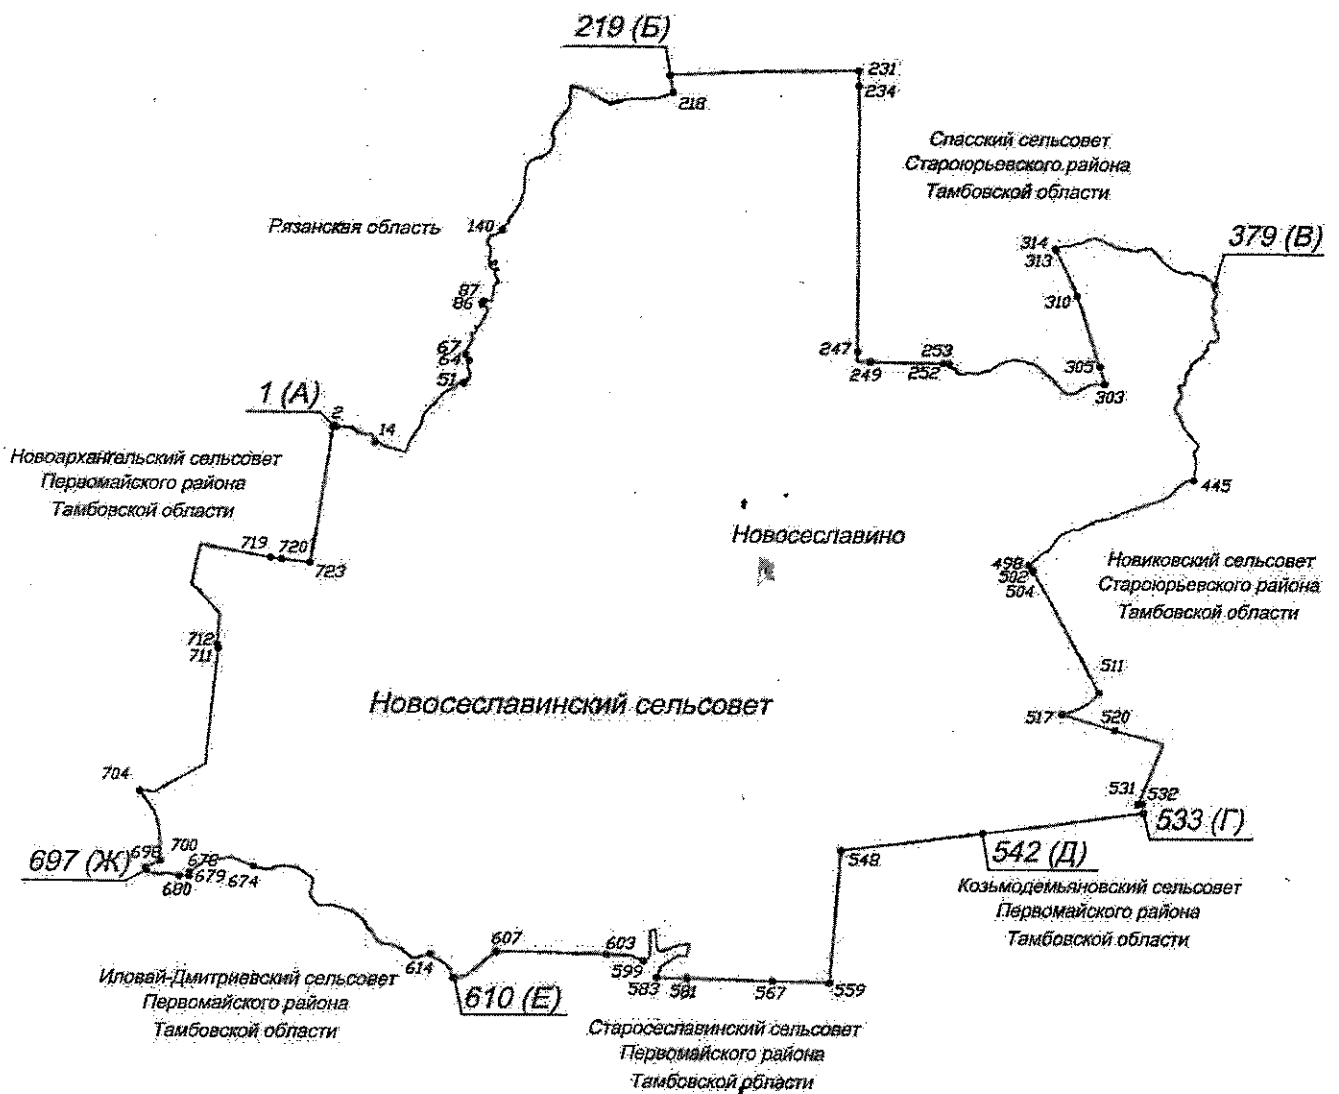 219 (Б)
231
234
218
Спасский сельсовет
Староюрьевского района
Тамбовской области
Рязанская область
140
314
313
379 (В)
310
87
86
67
64
51
247
249
253
252
305
303
1 (А)
2
14
Новоархангельский сельсовет
Первомайского района
Тамбовской области
445
719
720
723
Новосеславино
498
502
504
Новиковский сельсовет
Староюрьевского района
Тамбовской области
712
711
511
Новосеславинский сельсовет
517
520
704
531
532
533 (Г)
697 (Ж)
698
700
678
679
680
674
548
542 (Д)
Козьмодемьяновский сельсовет
Первомайского района
Тамбовской области
607
603
614
599
583
581
567
559
Иловай-Дмитриевский сельсовет
Первомайского района
Тамбовской области
610 (Е)
Старосеславинский сельсовет
Первомайского района
Тамбовской области